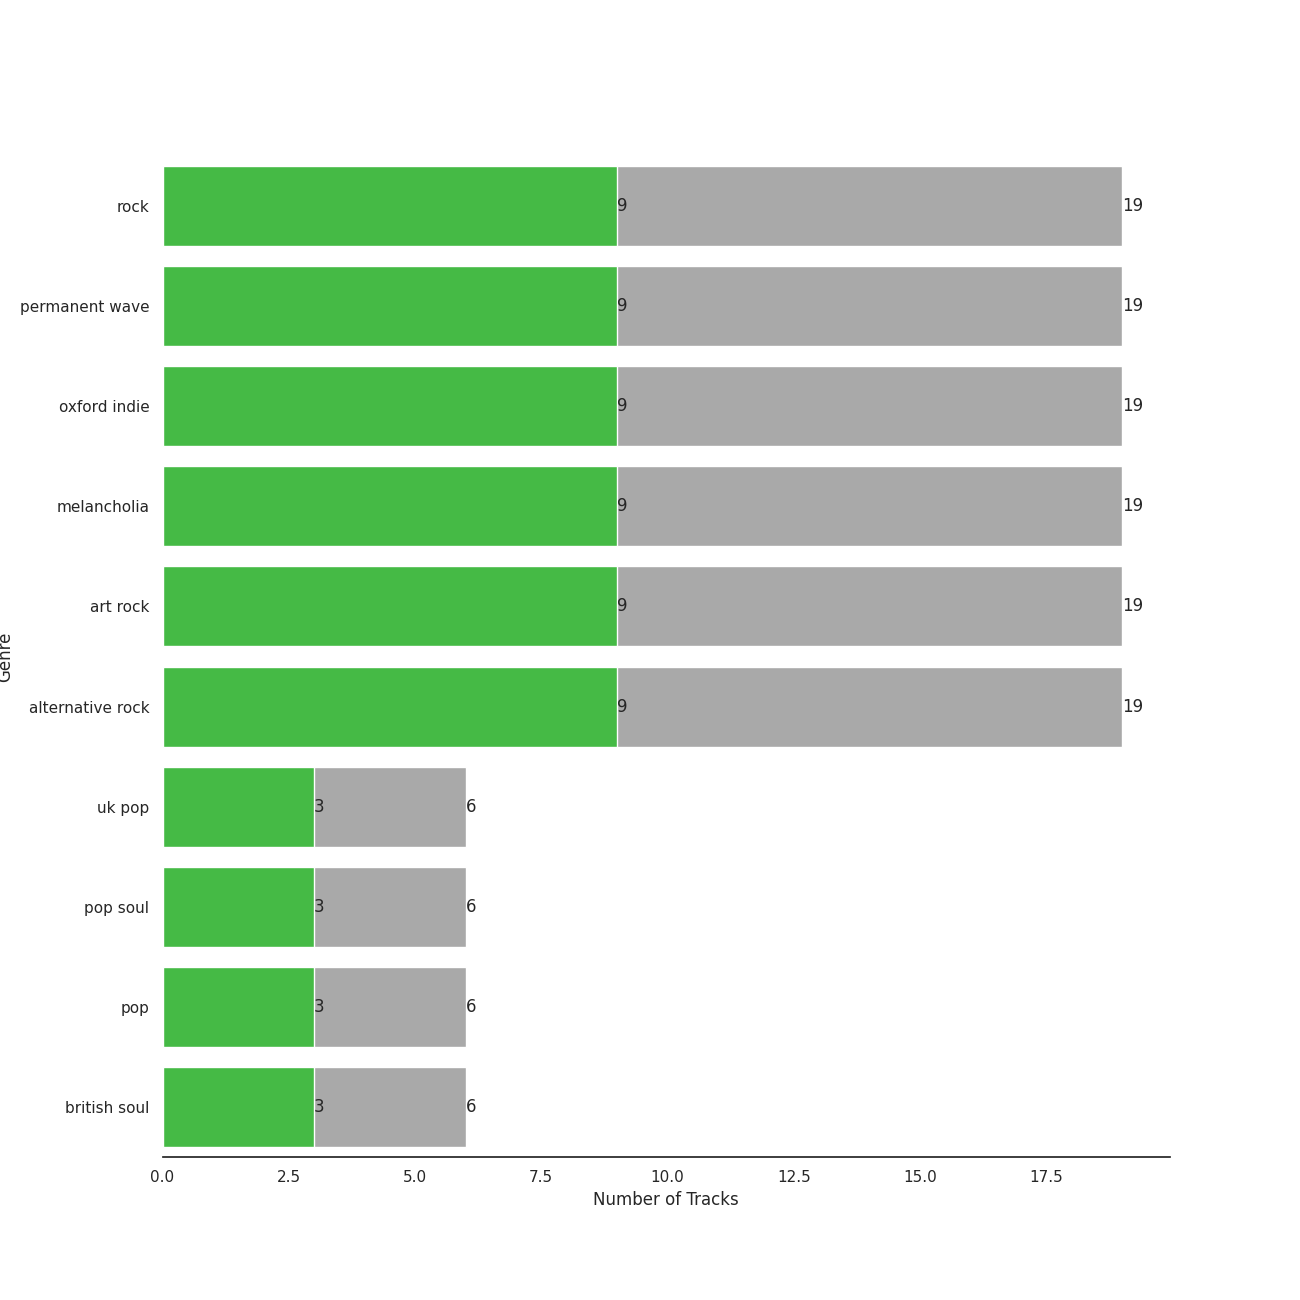 rock 9 19
permanent wave 9 19
oxford indie 9 19
melancholia 9 19
art rock 9 19
alternative rock 9 19
uk pop 3 6
pop soul 3 6
pop 3 6
british soul 3 6
Genre
0.0 2.5 5.0 7.5 10.0 12.5 15.0 17.5
Number of Tracks